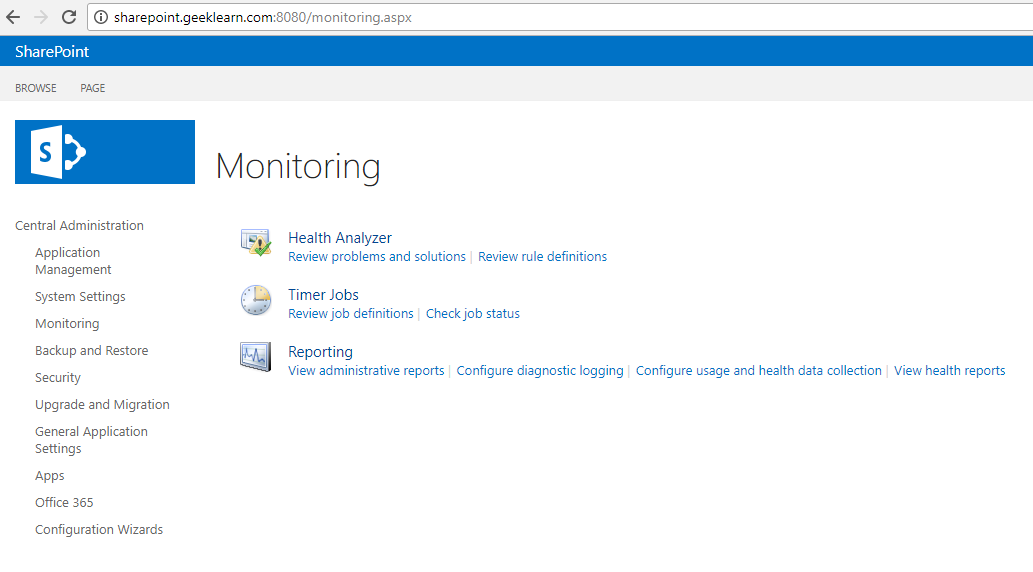 sharepoint.geeklearn.com:8080/monitoring.aspx
SharePoint
BROWSE PAGE
S
Monitoring
Central Administration
Application
Management
System Settings
Monitoring
Backup and Restore
Security
Upgrade and Migration
General Application
Settings
Apps
Office 365
Configuration Wizards
Health Analyzer
Review problems and solutions | Review rule definitions
Timer Jobs
Review job definitions | Check job status
Reporting
View administrative reports | Configure diagnostic logging | Configure usage and health data collection | View health reports